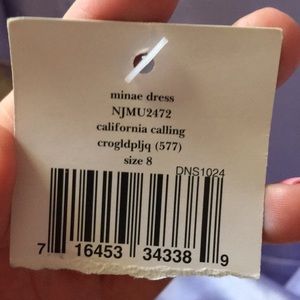 minae dress
NJMU2472
california calling
crogldpljq (577)
size 8
DNS1024
7 16453 34338 9